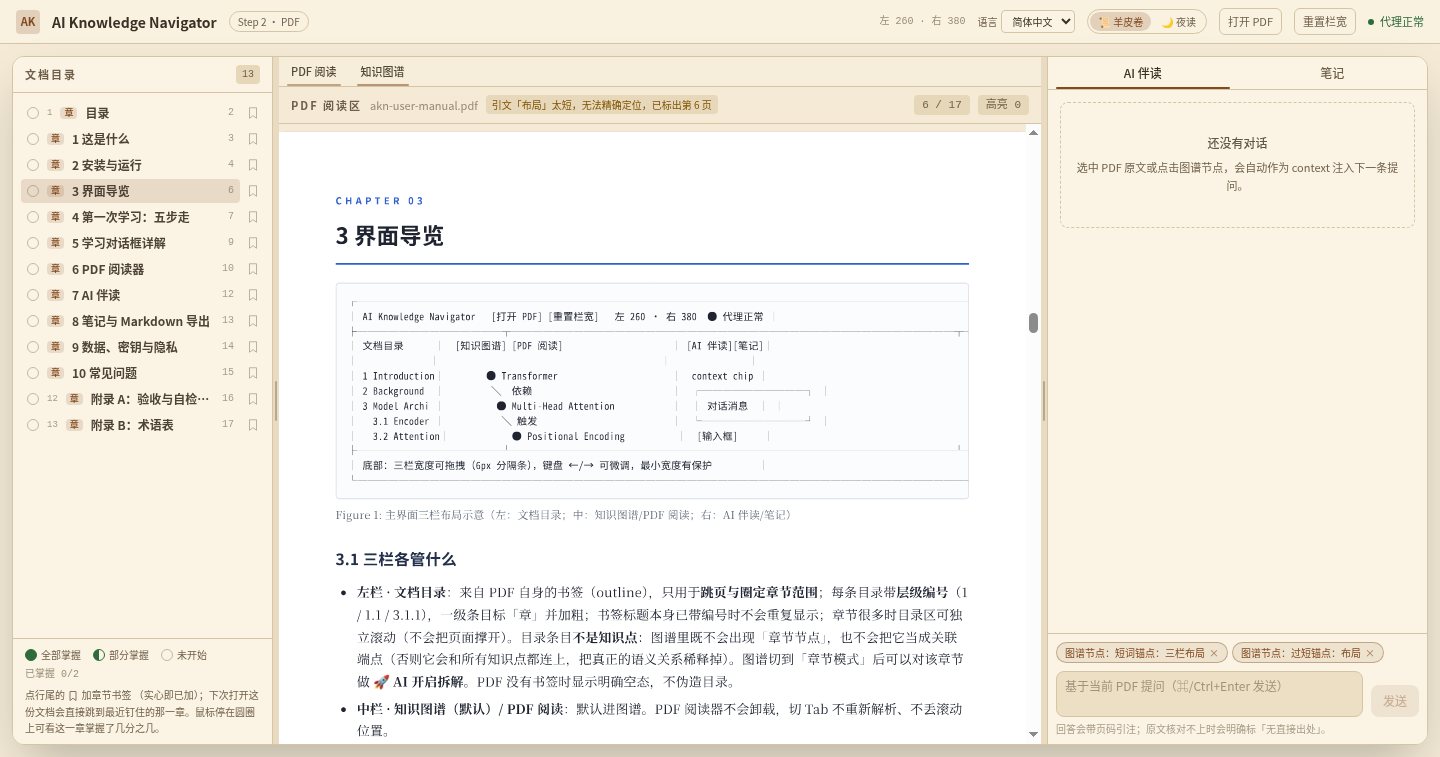 AK AI Knowledge Navigator Step 2 · PDF 左 260 · 右 380 语言 简体中文 📜 羊皮卷 🌙 夜读 打开 PDF 重置栏宽 ● 代理正常
文档目录 13
1 章 目录 2
章 1 这是什么 3
章 2 安装与运行 4
章 3 界面导览 6
章 4 第一次学习：五步走 7
章 5 学习对话框详解 9
章 6 PDF 阅读器 10
章 7 AI 伴读 12
章 8 笔记与 Markdown 导出 13
章 9 数据、密钥与隐私 14
章 10 常见问题 15
12 章 附录 A：验收与自检… 16
13 章 附录 B：术语表 17
全部掌握 部分掌握 未开始
已掌握 0/2
点行尾的 口 加章节书签 （实心即已加）；下次打开这
份文档会直接跳到最近钉住的那一章。鼠标停在圆圈
上可看这一章掌握了几分之几。
PDF 阅读 知识图谱
PDF 阅读区 akn-user-manual.pdf 引文「布局」太短，无法精确定位，已标出第 6 页 6 / 17 高亮 0
CHAPTER 03
3 界面导览
AI Knowledge Navigator [打开 PDF] [重置栏宽] 左 260 · 右 380 ● 代理正常
文档目录 [知识图谱] [PDF 阅读] [AI 伴读][笔记]
1 Introduction ● Transformer context chip
2 Background ＼ 依赖
3 Model Archi ● Multi-Head Attention 对话消息
3.1 Encoder ＼ 触发
3.2 Attention ● Positional Encoding [输入框]
底部：三栏宽度可拖拽（6px 分隔条），键盘 ←/→ 可微调，最小宽度有保护
Figure 1: 主界面三栏布局示意（左：文档目录；中：知识图谱/PDF 阅读；右：AI 伴读/笔记）
3.1 三栏各管什么
• 左栏 · 文档目录：来自 PDF 自身的书签（outline），只用于跳页与圈定章节范围；每条目录带层级编号（1
/ 1.1 / 3.1.1），一级条目标「章」并加粗；书签标题本身已带编号时不会重复显示；章节很多时目录区可独
立滚动（不会把页面撑开）。目录条目不是知识点：图谱里既不会出现「章节节点」，也不会把它当成关联
端点（否则它会和所有知识点都连上，把真正的语义关系稀释掉）。图谱切到「章节模式」后可以对该章节
做 🚀 AI 开启拆解。PDF 没有书签时显示明确空态，不伪造目录。
• 中栏 · 知识图谱（默认）/ PDF 阅读：默认进图谱。PDF 阅读器不会卸载，切 Tab 不重新解析、不丢滚动
位置。
AI 伴读 笔记
还没有对话
选中 PDF 原文或点击图谱节点，会自动作为 context 注入下一条提
问。
图谱节点：短词锚点：三栏布局 × 图谱节点：过短锚点：布局 ×
基于当前 PDF 提问（⌘/Ctrl+Enter 发送） 发送
回答会带页码引注；原文核对不上时会明确标「无直接出处」。